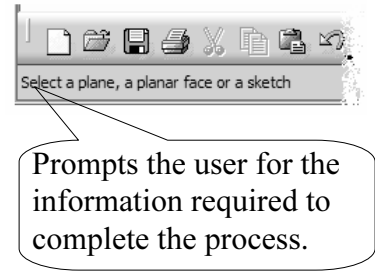 Select a plane, a planar face or a sketch
Prompts the user for the
information required to
complete the process.